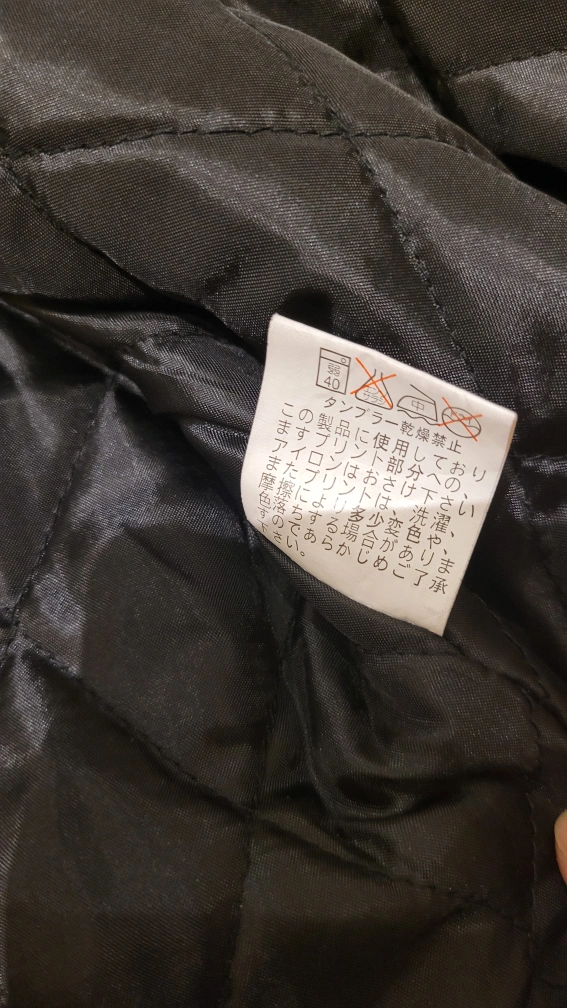 弱
40
中
タンブラー乾燥禁止
この製品に使用しており
ますプリント部分への
アイロンはおさけ下さい、
またプリントは洗濯、
摩擦により多少変色や、
色落ちする場合がありま
すのであらかじめご了承
下さい。